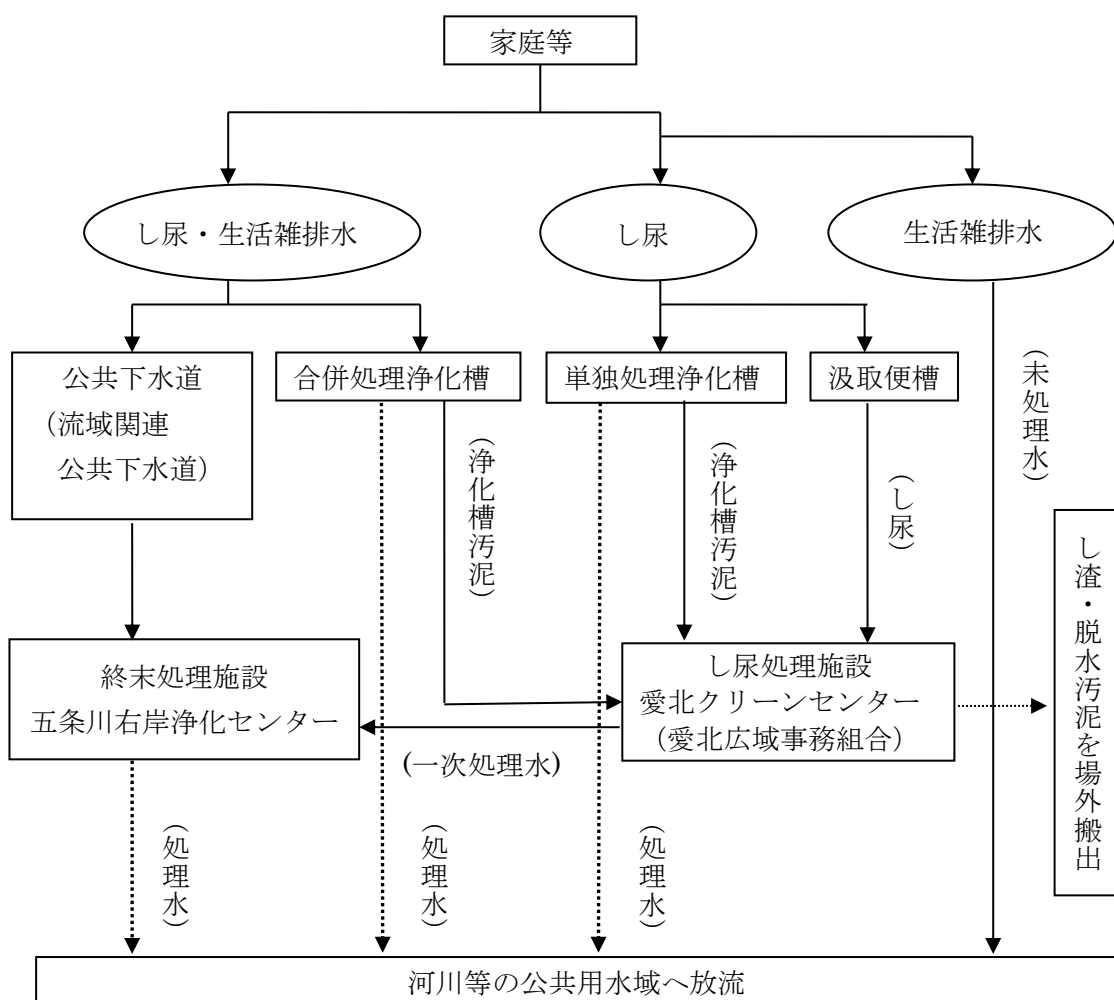 家庭等
し尿・生活雑排水
し尿
生活雑排水
公共下水道
（流域関連
公共下水道）
合併処理浄化槽
単独処理浄化槽
汲取便槽
（未処理水）
（浄化槽汚泥）
（浄化槽汚泥）
（し尿）
し渣・脱水汚泥を場外搬出
終末処理施設
五条川右岸浄化センター
し尿処理施設
愛北クリーンセンター
（愛北広域事務組合）
(一次処理水)
（処理水）
（処理水）
（処理水）
河川等の公共用水域へ放流